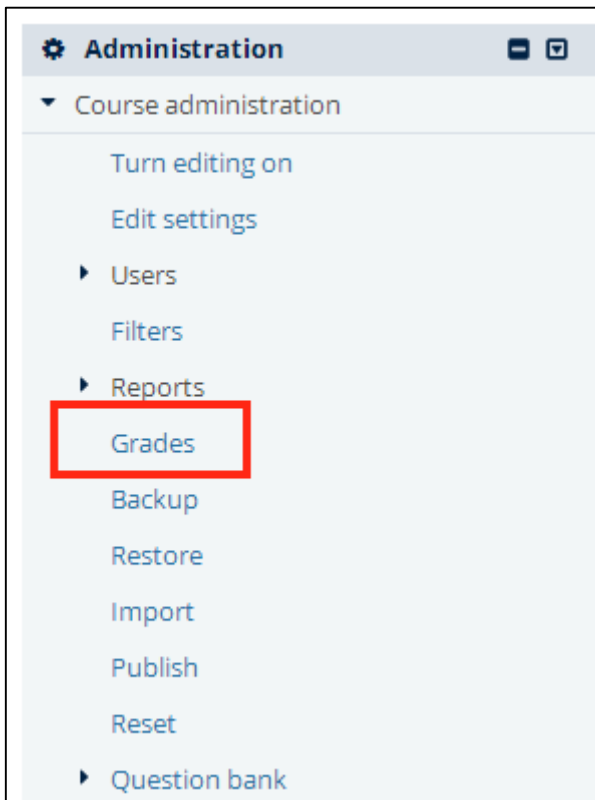 Administration
Course administration
Turn editing on
Edit settings
Users
Filters
Reports
Grades
Backup
Restore
Import
Publish
Reset
Question bank